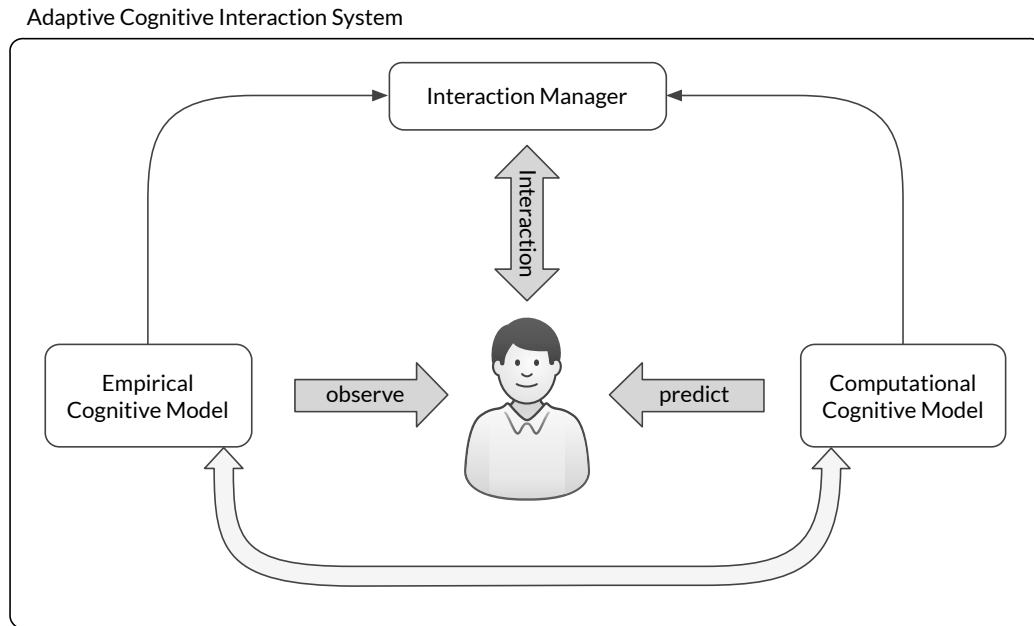 Adaptive Cognitive Interaction System
Interaction Manager
Interaction
Empirical
Cognitive Model
observe
predict
Computational
Cognitive Model